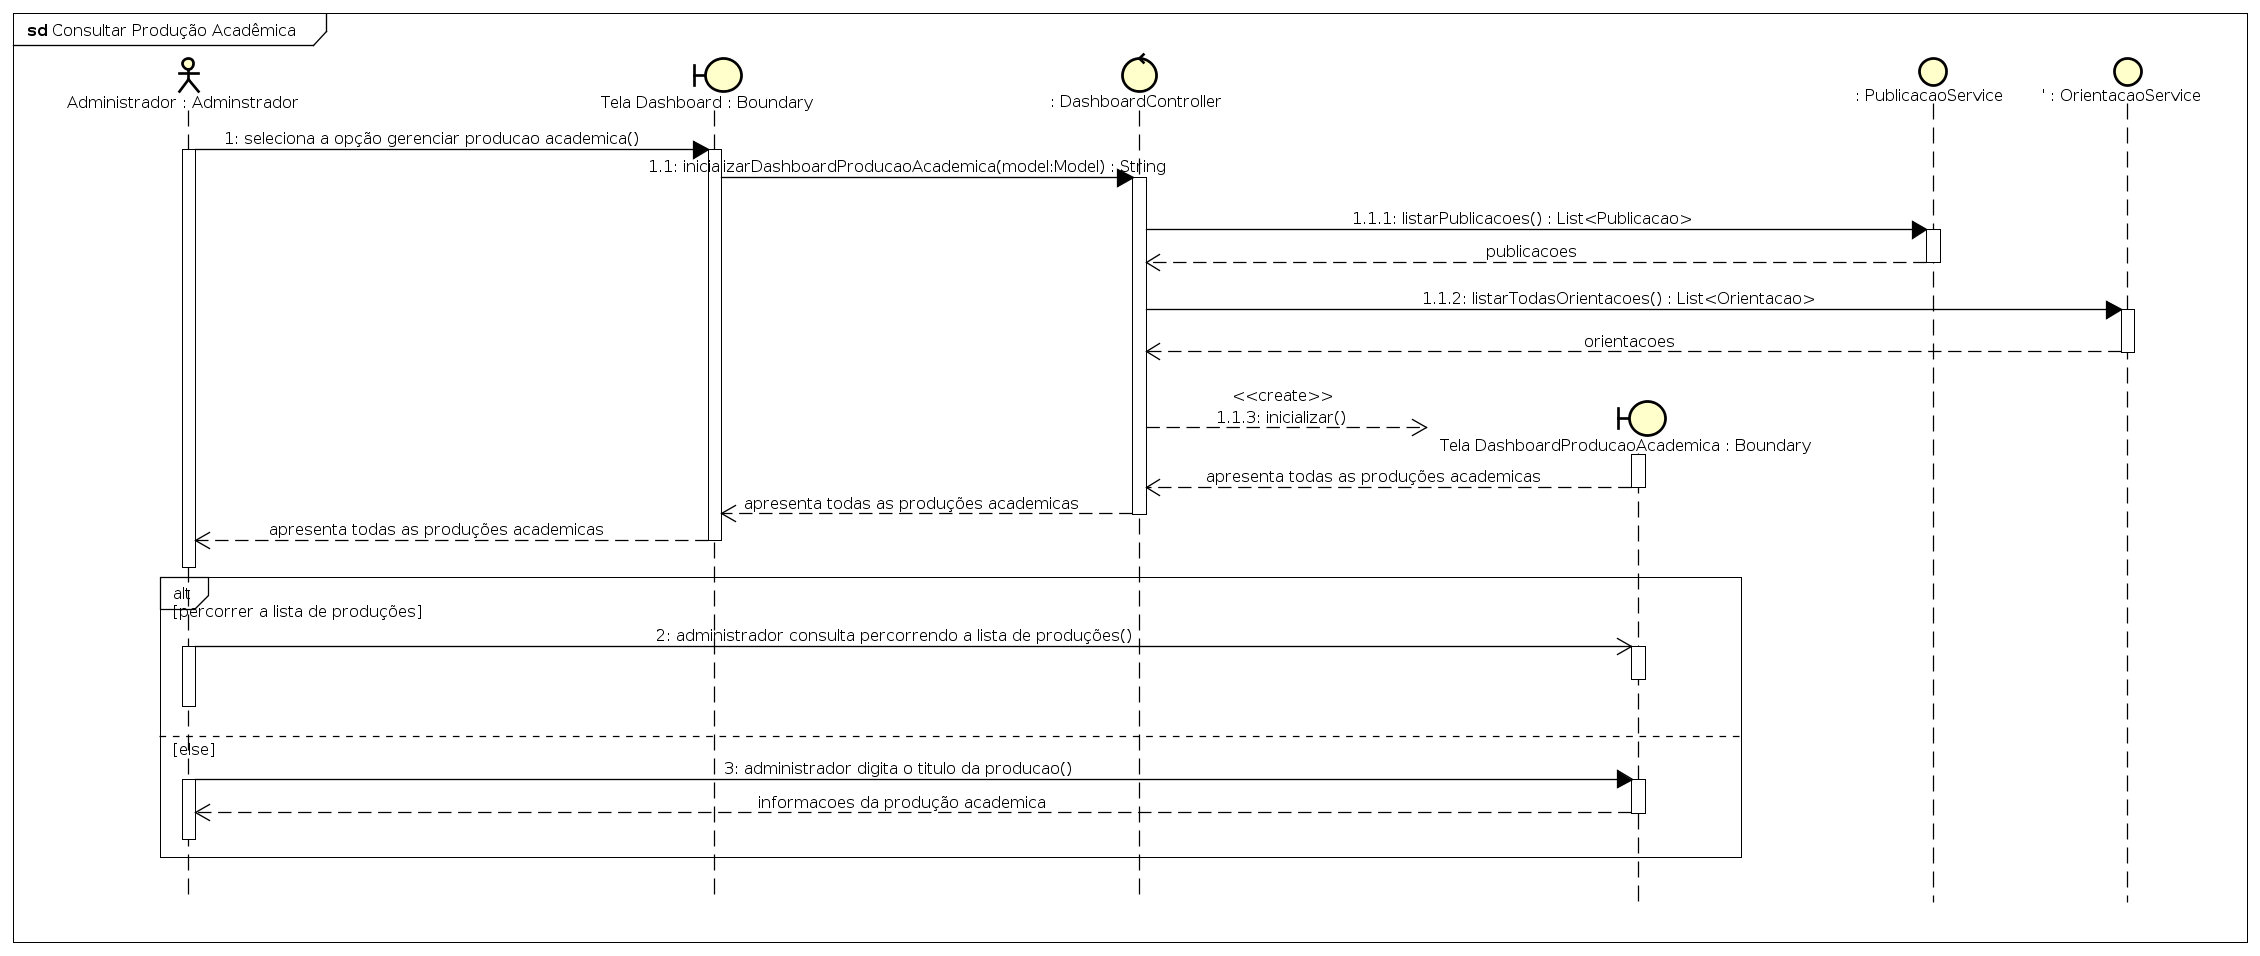 sd Consultar Produção Acadêmica
Administrador : Adminstrador
Tela Dashboard : Boundary
: DashboardController
: PublicacaoService
' : OrientacaoService
1: seleciona a opção gerenciar producao academica()
1.1: inicializarDashboardProducaoAcademica(model:Model) : String
1.1.1: listarPublicacoes() : List<Publicacao>
publicacoes
1.1.2: listarTodasOrientacoes() : List<Orientacao>
orientacoes
<<create>>
1.1.3: inicializar()
Tela DashboardProducaoAcademica : Boundary
apresenta todas as produções academicas
apresenta todas as produções academicas
apresenta todas as produções academicas
alt
[percorrer a lista de produções]
2: administrador consulta percorrendo a lista de produções()
[else]
3: administrador digita o titulo da producao()
informacoes da produção academica